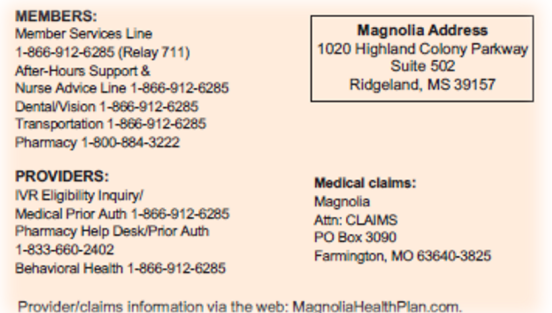 MEMBERS:
Member Services Line
1-866-912-6285 (Relay 711)
After-Hours Support &
Nurse Advice Line 1-866-912-6285
Dental/Vision 1-866-912-6285
Transportation 1-866-912-6285
Pharmacy 1-800-884-3222
Magnolia Address
1020 Highland Colony Parkway
Suite 502
Ridgeland, MS 39157
PROVIDERS:
IVR Eligibility Inquiry/
Medical Prior Auth 1-866-912-6285
Pharmacy Help Desk/Prior Auth
1-833-660-2402
Behavioral Health 1-866-912-6285
Medical claims:
Magnolia
Attn: CLAIMS
PO Box 3090
Farmington, MO 63640-3825
Provider/claims information via the web: MagnoliaHealthPlan.com.